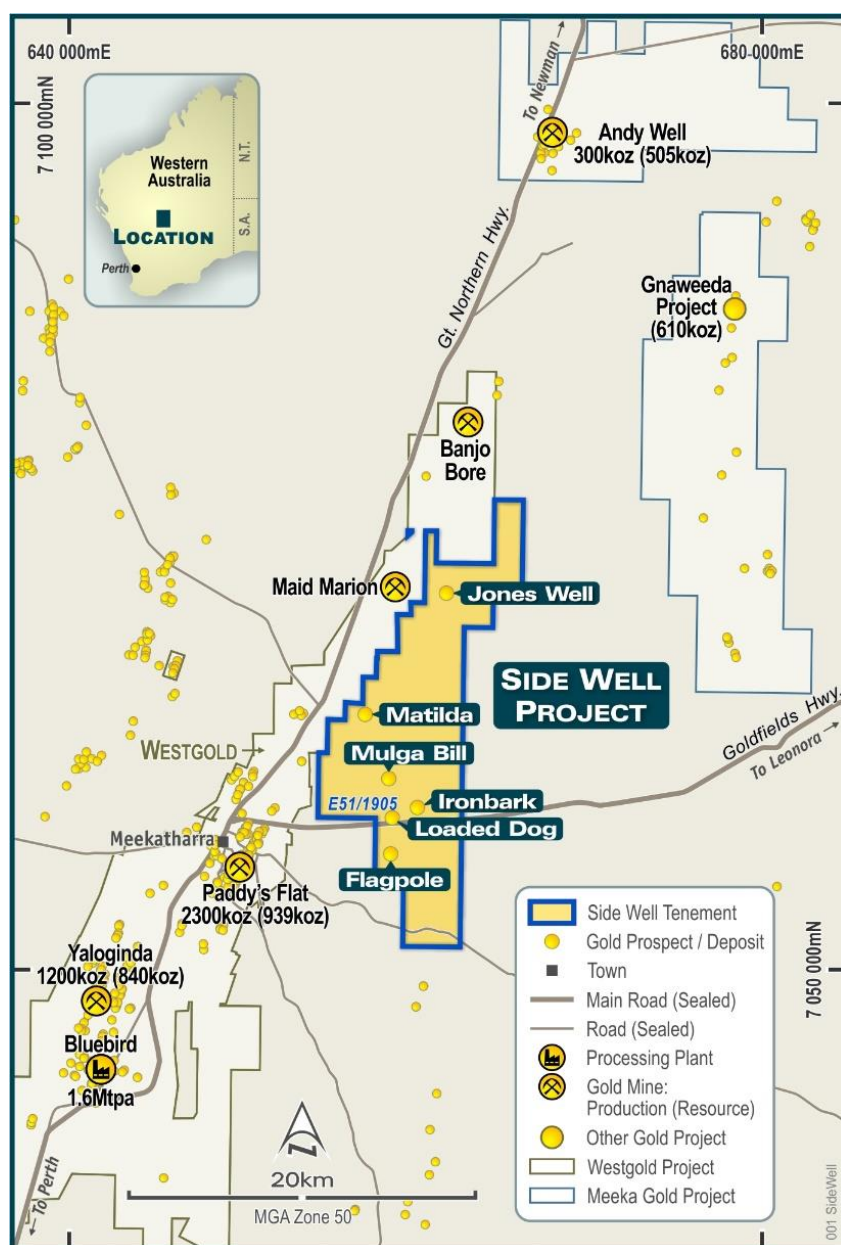 640 000mE
680 000mE
7 100 000mN
To Newman
Western
Australia
N.T.
S.A.
LOCATION
Perth
Andy Well
300koz (505koz)
Gt. Northern Hwy.
Gnaweeda
Project
(610koz)
Banjo
Bore
Maid Marion
Jones Well
SIDE WELL
PROJECT
Matilda
WESTGOLD
Mulga Bill
Goldfields Hwy.
To Leonora
E51/1905
Ironbark
Loaded Dog
Meekatharra
Flagpole
Paddy's Flat
2300koz (939koz)
Yaloginda
1200koz (840koz)
7 050 000mN
Bluebird
1.6Mtpa
To Perth
N
20km
MGA Zone 50
Side Well Tenement
Gold Prospect / Deposit
Town
Main Road (Sealed)
Road (Sealed)
Processing Plant
Gold Mine:
Production (Resource)
Other Gold Project
Westgold Project
Meeka Gold Project
001 SideWell